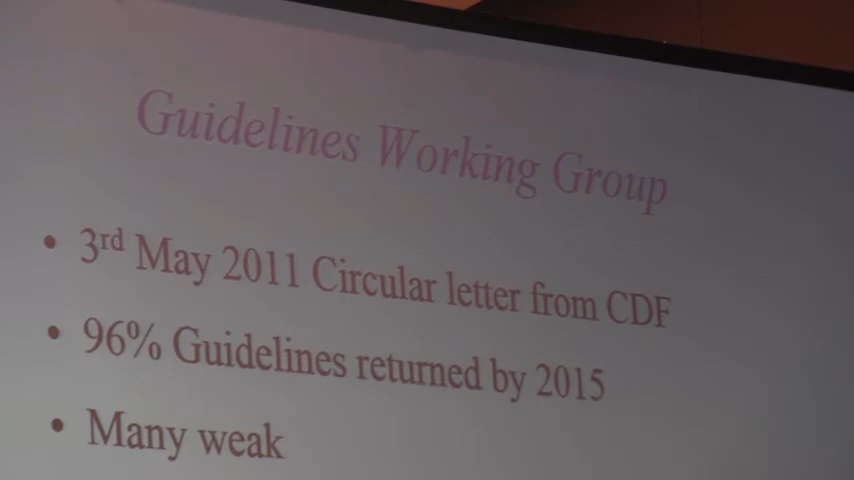 Guidelines Working Group
• 3rd May 2011 Circular letter from CDF
• 96% Guidelines returned by 2015
• Many weak